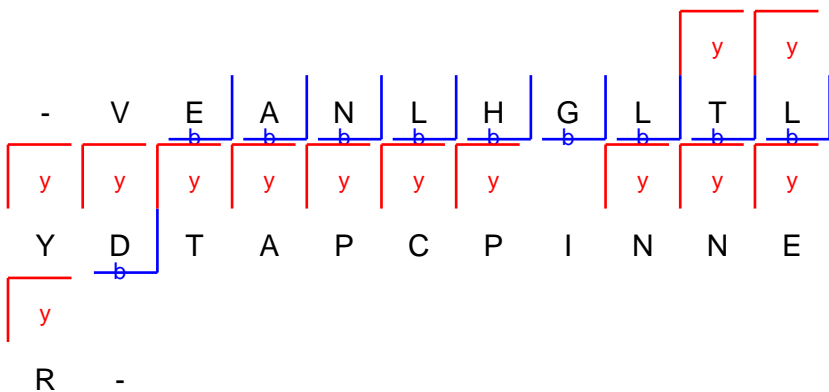 y y
- V E A N L H G L T L
b b b b b b b b b
y y y y y y y y y y
Y D T A P C P I N N E
b
y
R -